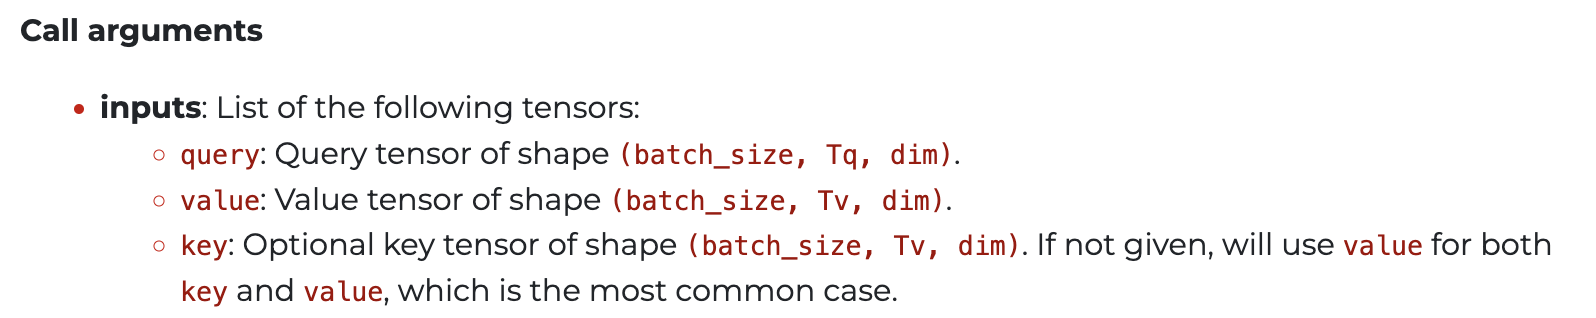 Call arguments
inputs: List of the following tensors:
query: Query tensor of shape (batch_size, Tq, dim).
value: Value tensor of shape (batch_size, Tv, dim).
key: Optional key tensor of shape (batch_size, Tv, dim). If not given, will use value for both
key and value, which is the most common case.